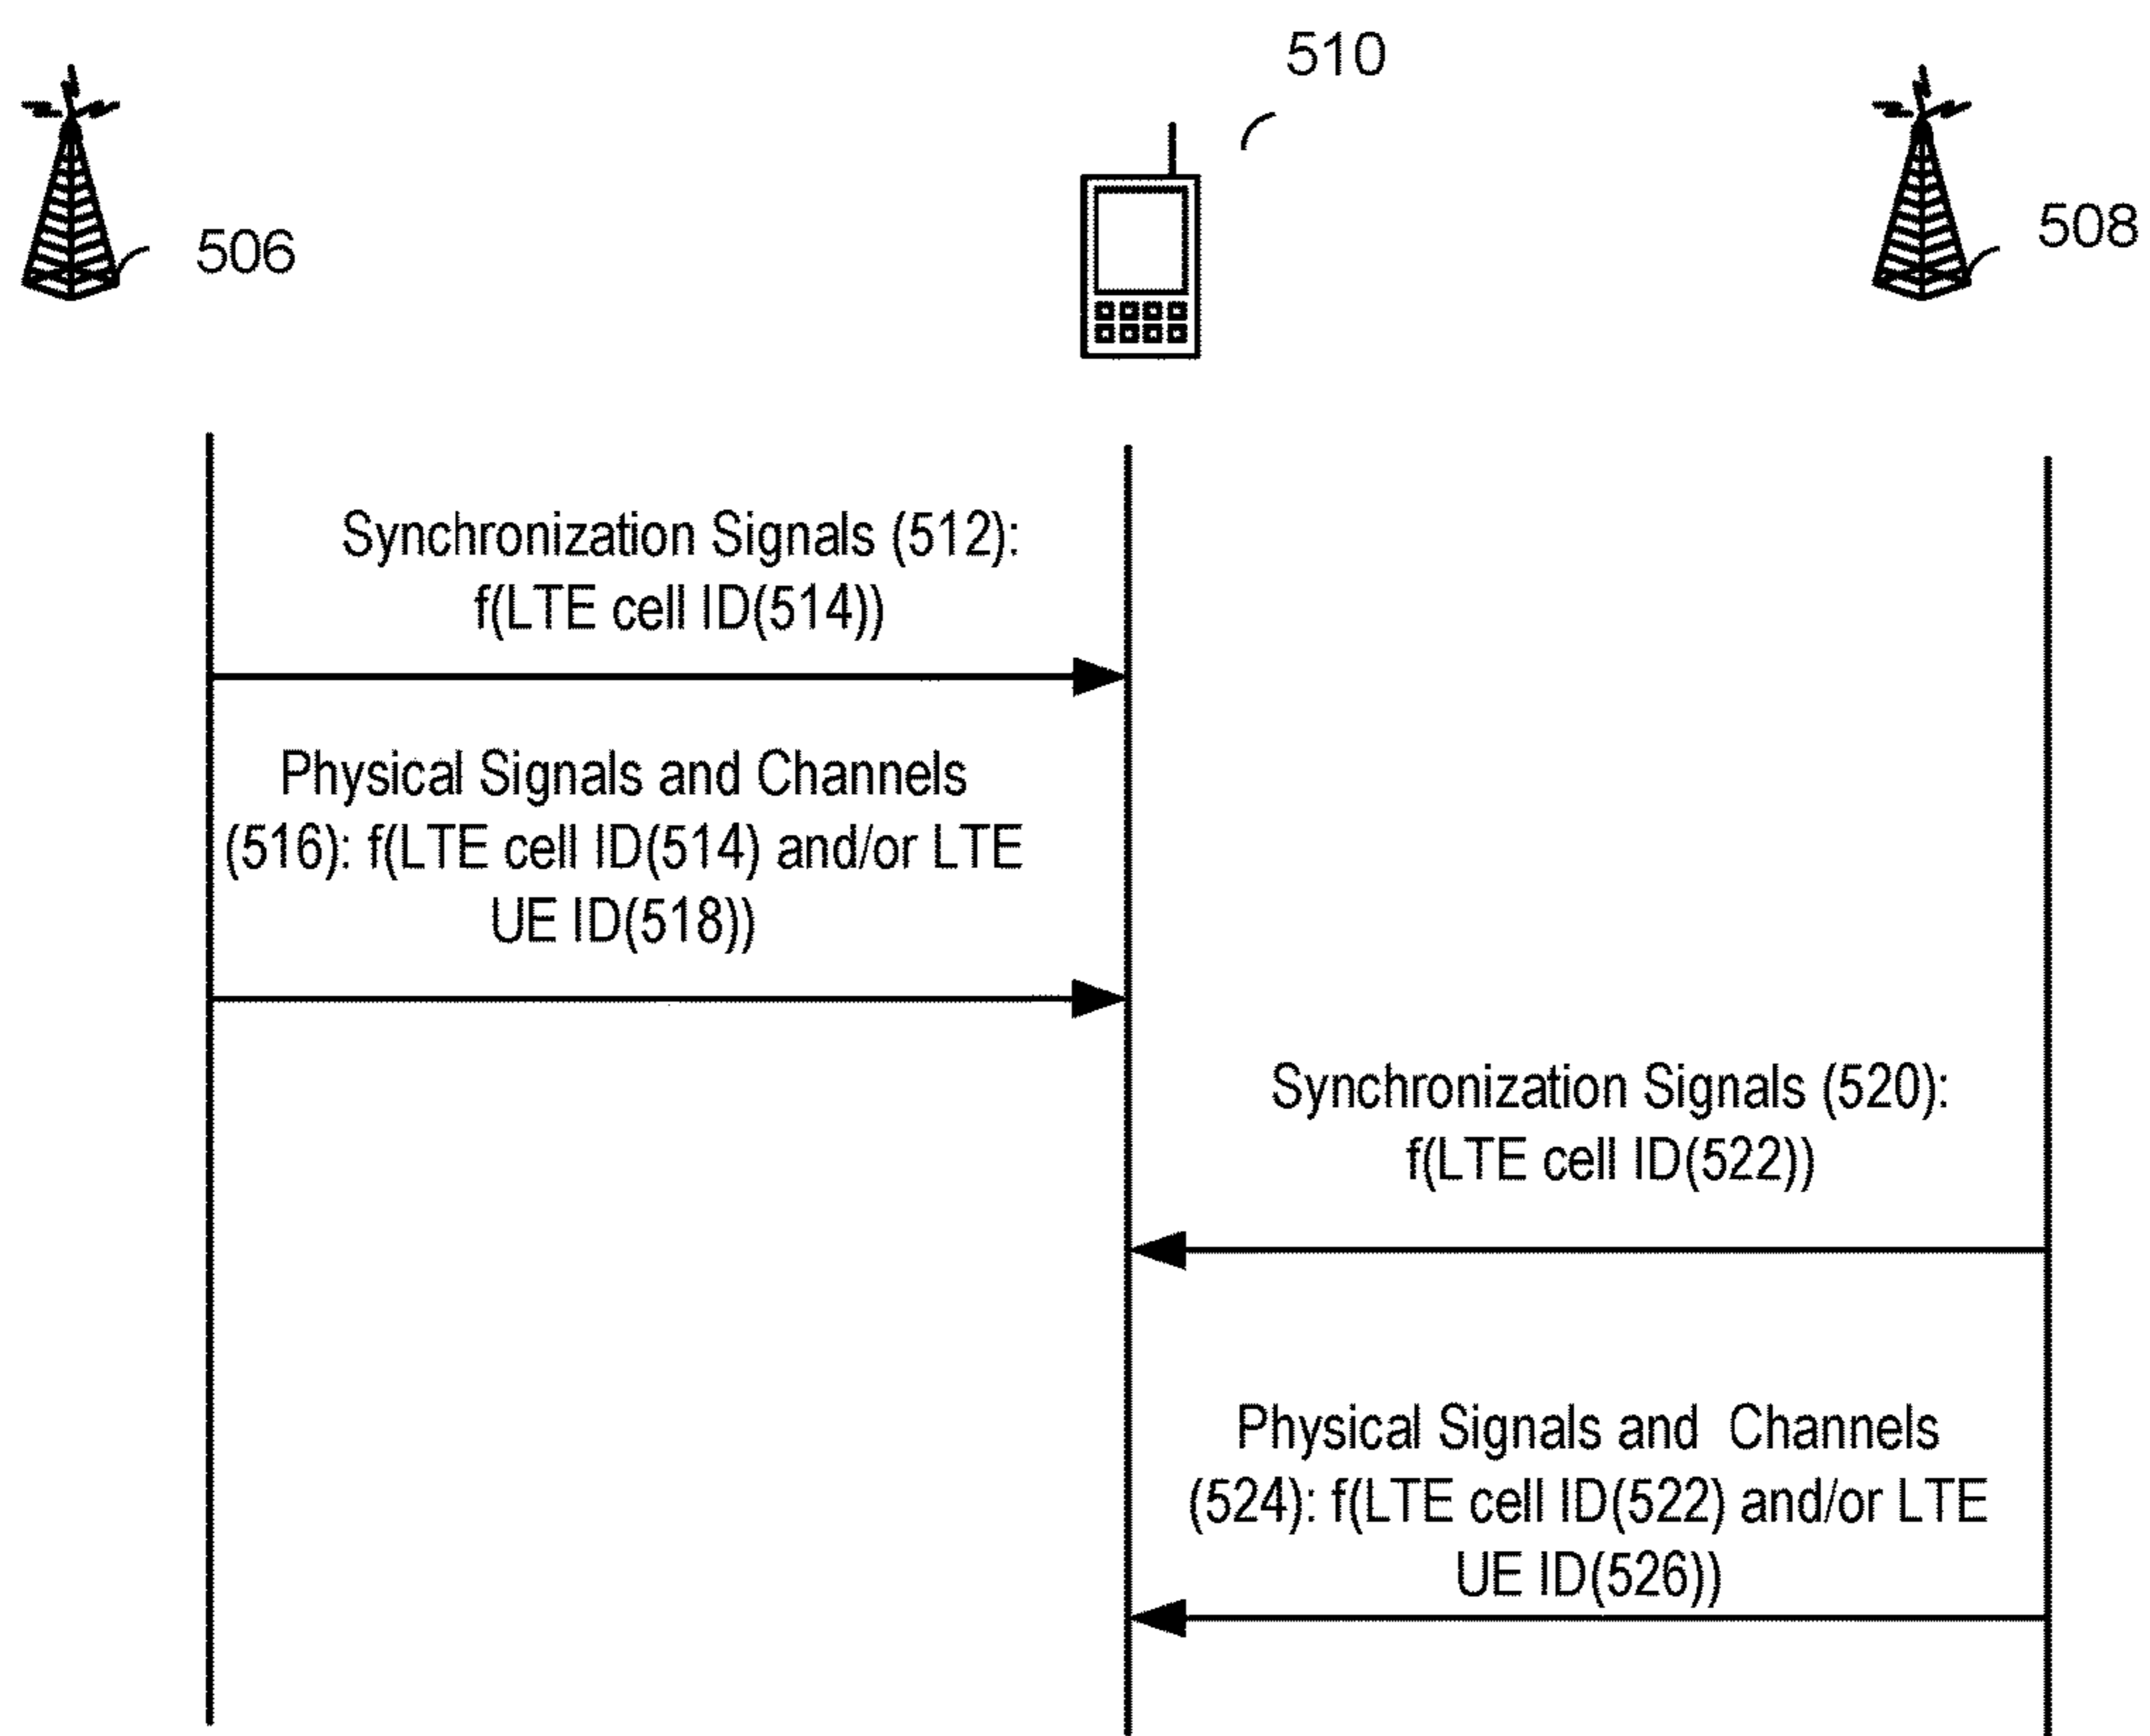 510
506
508
Synchronization Signals (512):
f(LTE cell ID(514))
Physical Signals and Channels
(516): f(LTE cell ID(514) and/or LTE
UE ID(518))
Synchronization Signals (520):
f(LTE cell ID(522))
Physical Signals and Channels
(524): f(LTE cell ID(522) and/or LTE
UE ID(526))